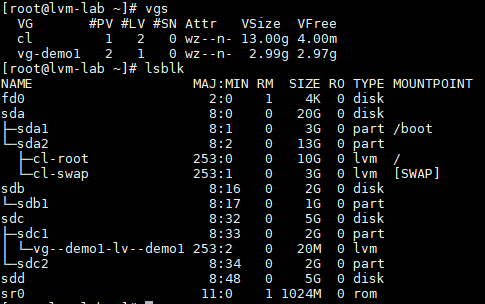 [root@lvm-lab ~]# vgs
  VG       #PV #LV #SN Attr   VSize  VFree
  cl         1   2   0 wz--n- 13.00g 4.00m
  vg-demo1   2   1   0 wz--n-  2.99g 2.97g
[root@lvm-lab ~]# lsblk
NAME                    MAJ:MIN RM  SIZE RO TYPE MOUNTPOINT
fd0                       2:0    1    4K  0 disk
sda                       8:0    0   20G  0 disk
├─sda1                    8:1    0    3G  0 part /boot
└─sda2                    8:2    0   13G  0 part
  ├─cl-root             253:0    0   10G  0 lvm  /
  └─cl-swap             253:1    0    3G  0 lvm  [SWAP]
sdb                       8:16   0    2G  0 disk
└─sdb1                    8:17   0    1G  0 part
sdc                       8:32   0    5G  0 disk
├─sdc1                    8:33   0    2G  0 part
│ └─vg--demo1-lv--demo1 253:2    0   20M  0 lvm
└─sdc2                    8:34   0    2G  0 part
sdd                       8:48   0    5G  0 disk
sr0                      11:0    1 1024M  0 rom
[root@lvm-lab ~]#